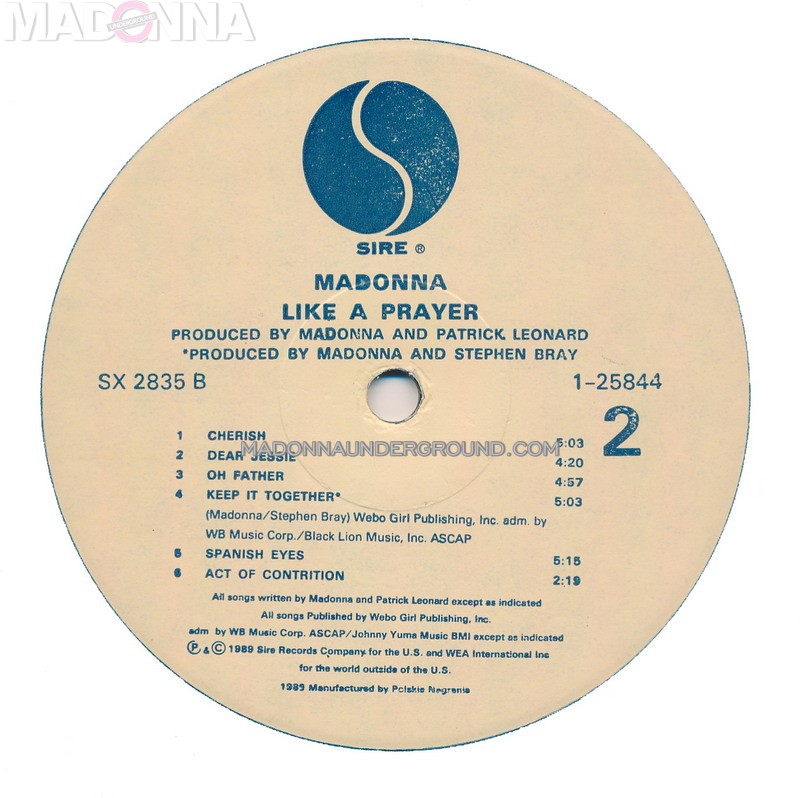 MADONNA
UNDERGROUND
SIRE ®
MADONNA
LIKE A PRAYER
PRODUCED BY MADONNA AND PATRICK LEONARD
*PRODUCED BY MADONNA AND STEPHEN BRAY
SX 2835 B 1-25844
2
1 CHERISH 5:03
MADONNAUNDERGROUND.COM
2 DEAR JESSIE 4:20
3 OH FATHER 4:57
4 KEEP IT TOGETHER* 5:03
(Madonna/Stephen Bray) Webo Girl Publishing, Inc. adm. by
WB Music Corp./Black Lion Music, Inc. ASCAP
5 SPANISH EYES 5:15
6 ACT OF CONTRITION 2:19
All songs written by Madonna and Patrick Leonard except as indicated
All songs Published by Webo Girl Publishing, Inc.
adm by WB Music Corp. ASCAP/Johnny Yuma Music BMI except as indicated
℗ & © 1989 Sire Records Company for the U.S. and WEA International Inc
for the world outside of the U.S.
1989 Manufactured by Polskie Negrania